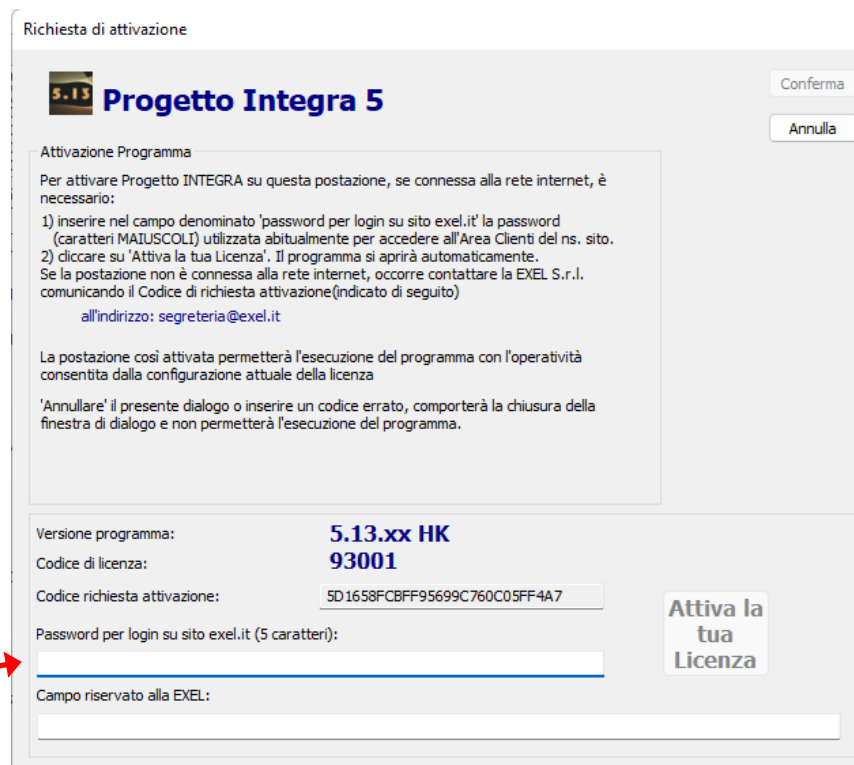 Richiesta di attivazione
5.13
Progetto Integra 5
Conferma
Annulla
Attivazione Programma
Per attivare Progetto INTEGRA su questa postazione, se connessa alla rete internet, è
necessario:
1) inserire nel campo denominato 'password per login su sito exel.it' la password
(caratteri MAIUSCOLI) utilizzata abitualmente per accedere all'Area Clienti del ns. sito.
2) cliccare su 'Attiva la tua Licenza'. Il programma si aprirà automaticamente.
Se la postazione non è connessa alla rete internet, occorre contattare la EXEL S.r.l.
comunicando il Codice di richiesta attivazione(indicato di seguito)
all'indirizzo: segreteria@exel.it
La postazione così attivata permetterà l'esecuzione del programma con l'operatività
consentita dalla configurazione attuale della licenza
'Annullare' il presente dialogo o inserire un codice errato, comporterà la chiusura della
finestra di dialogo e non permetterà l'esecuzione del programma.
Versione programma:
5.13.xx HK
Codice di licenza:
93001
Codice richiesta attivazione:
5D1658FCBFF95699C760C05FF4A7
Attiva la
tua
Licenza
Password per login su sito exel.it (5 caratteri):
Campo riservato alla EXEL: